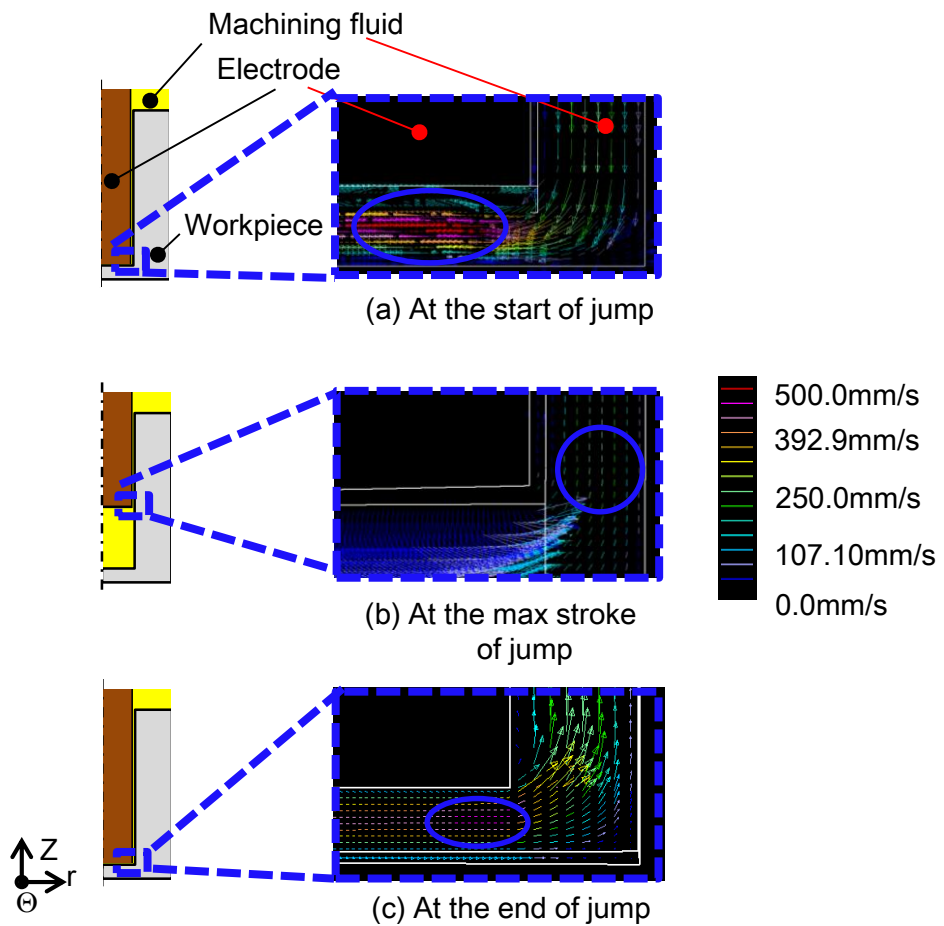 Machining fluid
Electrode
Workpiece
(a) At the start of jump
500.0mm/s
392.9mm/s
250.0mm/s
107.10mm/s
0.0mm/s
(b) At the max stroke
of jump
Z
r
Θ
(c) At the end of jump